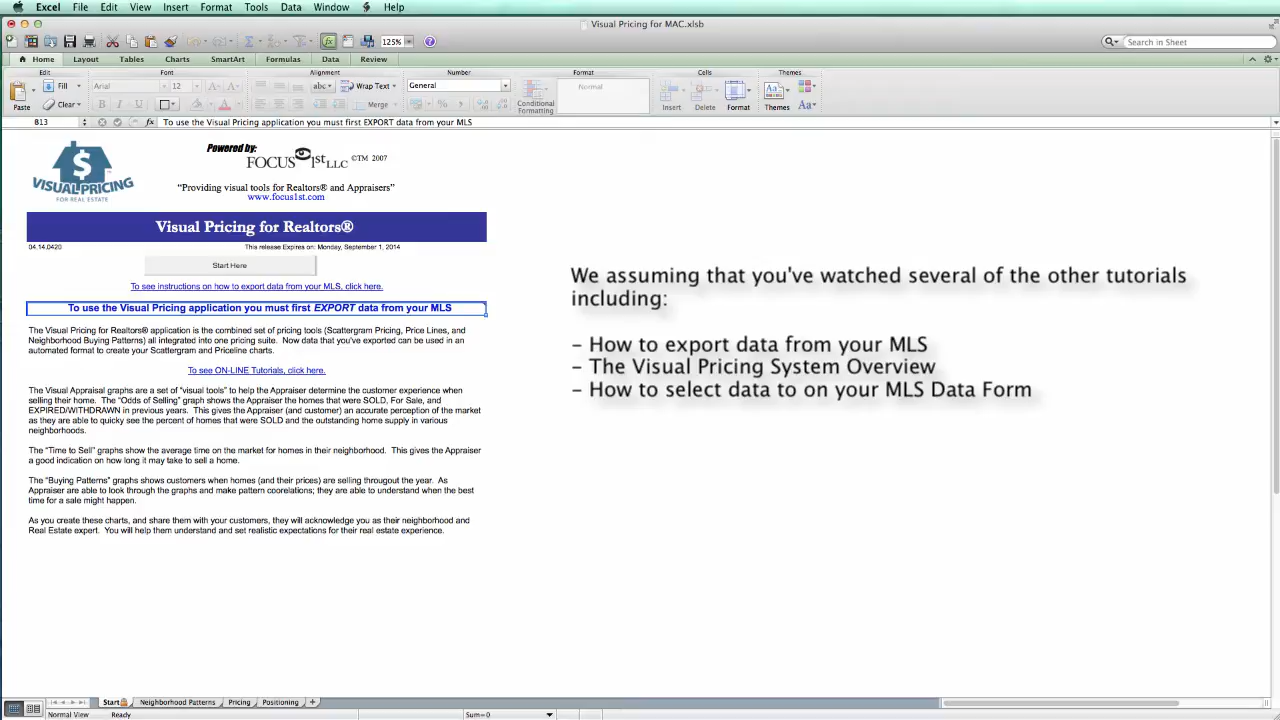 Excel File Edit View Insert Format Tools Data Window Help
Visual Pricing for MAC.xlsb
125%
Search in Sheet
Home Layout Tables Charts SmartArt Formulas Data Review
Edit Font Alignment Number Format Cells Themes
Fill Arial 12 abc Wrap Text General Normal
Paste Clear B I U A Merge % Conditional Formatting Insert Delete Format Themes Aa
B13 fx To use the Visual Pricing application you must first EXPORT data from your MLS
Powered by:
FOCUS 1st LLC ©TM 2007
VISUAL PRICING
FOR REAL ESTATE
“Providing visual tools for Realtors® and Appraisers”
www.focus1st.com
Visual Pricing for Realtors®
04.14.0420 This release Expires on: Monday, September 1, 2014
Start Here
To see instructions on how to export data from your MLS, click here.
To use the Visual Pricing application you must first EXPORT data from your MLS
The Visual Pricing for Realtors® application is the combined set of pricing tools (Scattergram Pricing, Price Lines, and
Neighborhood Buying Patterns) all integrated into one pricing suite. Now data that you've exported can be used in an
automated format to create your Scattergram and Priceline charts.
To see ON-LINE Tutorials, click here.
The Visual Appraisal graphs are a set of “visual tools” to help the Appraiser determine the customer experience when
selling their home. The “Odds of Selling” graph shows the Appraiser the homes that were SOLD, For Sale, and
EXPIRED/WITHDRAWN in previous years. This gives the Appraiser (and customer) an accurate perception of the market
as they are able to quicky see the percent of homes that were SOLD and the outstanding home supply in various
neighborhoods.
The “Time to Sell” graphs show the average time on the market for homes in their neighborhood. This gives the Appraiser
a good indication on how long it may take to sell a home.
The “Buying Patterns” graphs shows customers when homes (and their prices) are selling througout the year. As
Appraiser are able to look through the graphs and make pattern coorelations; they are able to understand when the best
time for a sale might happen.
As you create these charts, and share them with your customers, they will acknowledge you as their neighborhood and
Real Estate expert. You will help them understand and set realistic expectations for their real estate experience.
We assuming that you've watched several of the other tutorials
including:
– How to export data from your MLS
– The Visual Pricing System Overview
– How to select data to on your MLS Data Form
Start Neighborhood Patterns Pricing Positioning +
Normal View Ready Sum=0